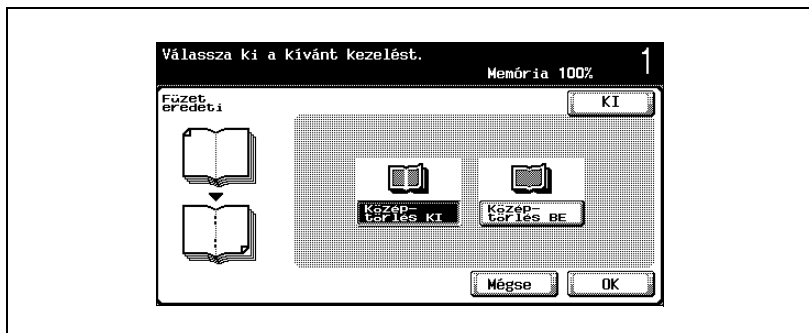 Válassza ki a kívánt kezelést.
Memória 100%
1
Füzet
eredeti
KI
Közép-
törlés KI
Közép-
törlés BE
Mégse
OK